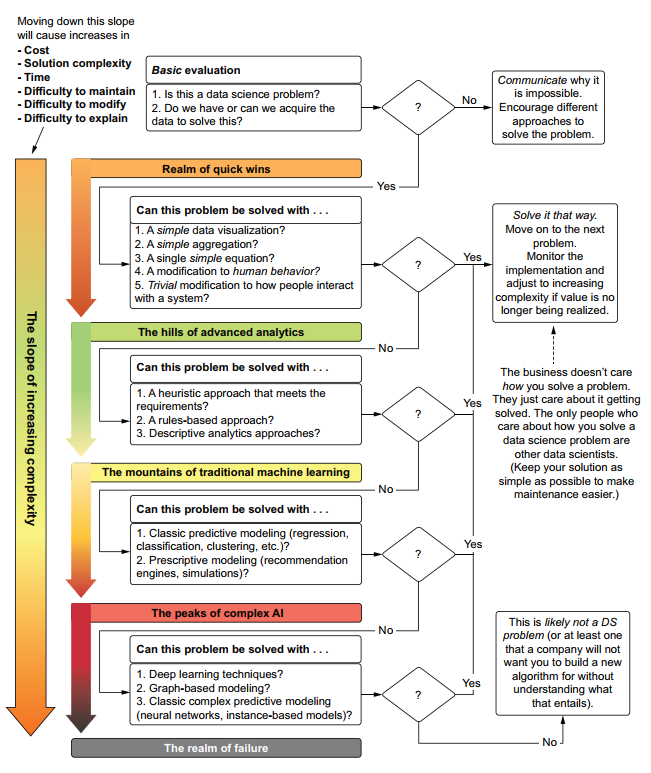 Moving down this slope
will cause increases in
- Cost
- Solution complexity
- Time
- Difficulty to maintain
- Difficulty to modify
- Difficulty to explain
Basic evaluation
1. Is this a data science problem?
2. Do we have or can we acquire the
data to solve this?
?
No
Communicate why it
is impossible.
Encourage different
approaches to
solve the problem.
Yes
The slope of increasing complexity
Realm of quick wins
Can this problem be solved with . . .
1. A simple data visualization?
2. A simple aggregation?
3. A single simple equation?
4. A modification to human behavior?
5. Trivial modification to how people interact
with a system?
?
Yes
Solve it that way.
Move on to the next
problem.
Monitor the
implementation and
adjust to increasing
complexity if value is no
longer being realized.
No
The hills of advanced analytics
Can this problem be solved with . . .
1. A heuristic approach that meets the
requirements?
2. A rules-based approach?
3. Descriptive analytics approaches?
?
Yes
The business doesn't care
how you solve a problem.
They just care about it getting
solved. The only people who
care about how you solve a
data science problem are
other data scientists.
(Keep your solution as
simple as possible to make
maintenance easier.)
No
The mountains of traditional machine learning
Can this problem be solved with . . .
1. Classic predictive modeling (regression,
classification, clustering, etc.)?
2. Prescriptive modeling (recommendation
engines, simulations)?
?
Yes
No
The peaks of complex AI
Can this problem be solved with . . .
1. Deep learning techniques?
2. Graph-based modeling?
3. Classic complex predictive modeling
(neural networks, instance-based models)?
?
Yes
This is likely not a DS
problem (or at least one
that a company will not
want you to build a new
algorithm for without
understanding what
that entails).
No
The realm of failure